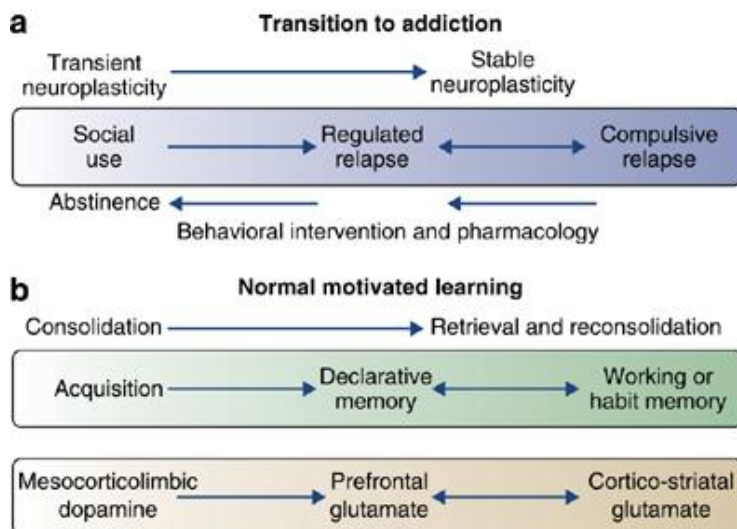 a
Transition to addiction
Transient
neuroplasticity
Stable
neuroplasticity
Social
use
Regulated
relapse
Compulsive
relapse
Abstinence
Behavioral intervention and pharmacology
b
Normal motivated learning
Consolidation
Retrieval and reconsolidation
Acquisition
Declarative
memory
Working or
habit memory
Mesocorticolimbic
dopamine
Prefrontal
glutamate
Cortico-striatal
glutamate